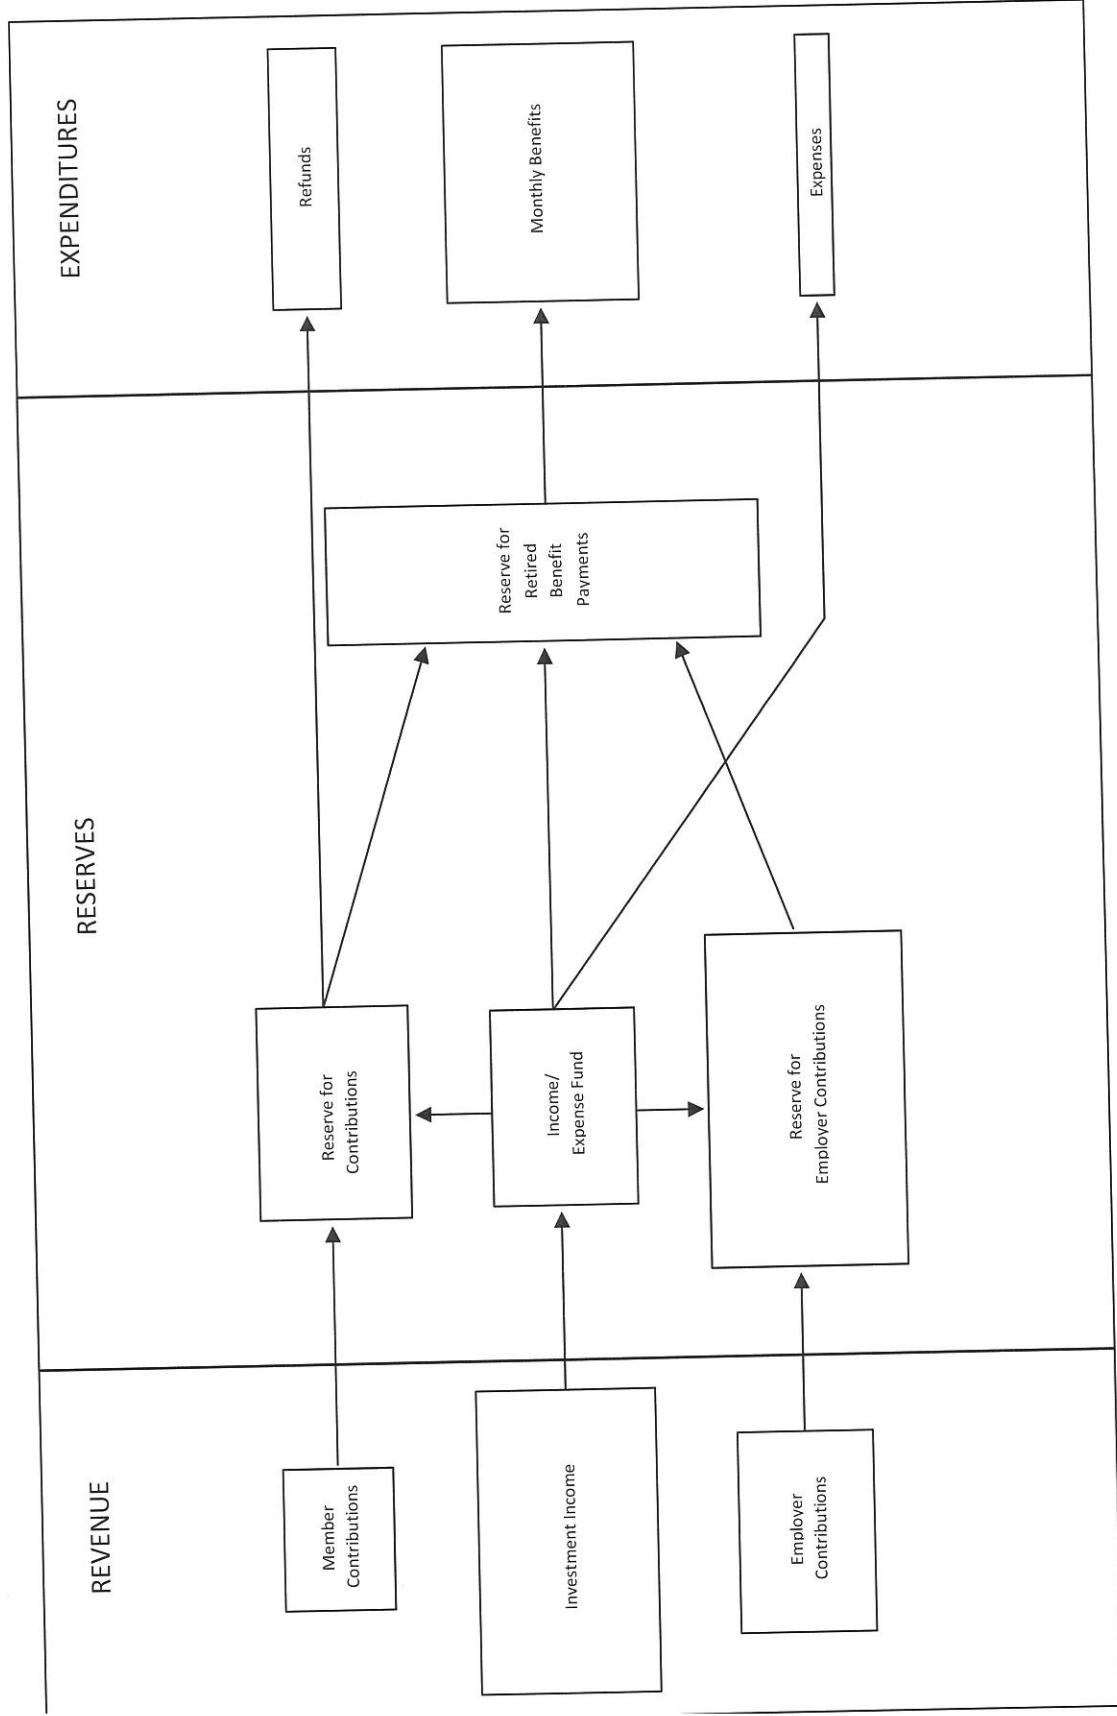 REVENUE
RESERVES
EXPENDITURES
Member
Contributions
Reserve for
Contributions
Refunds
Investment Income
Income/
Expense Fund
Reserve for
Retired
Benefit
Payments
Monthly Benefits
Employer
Contributions
Reserve for
Employer Contributions
Expenses